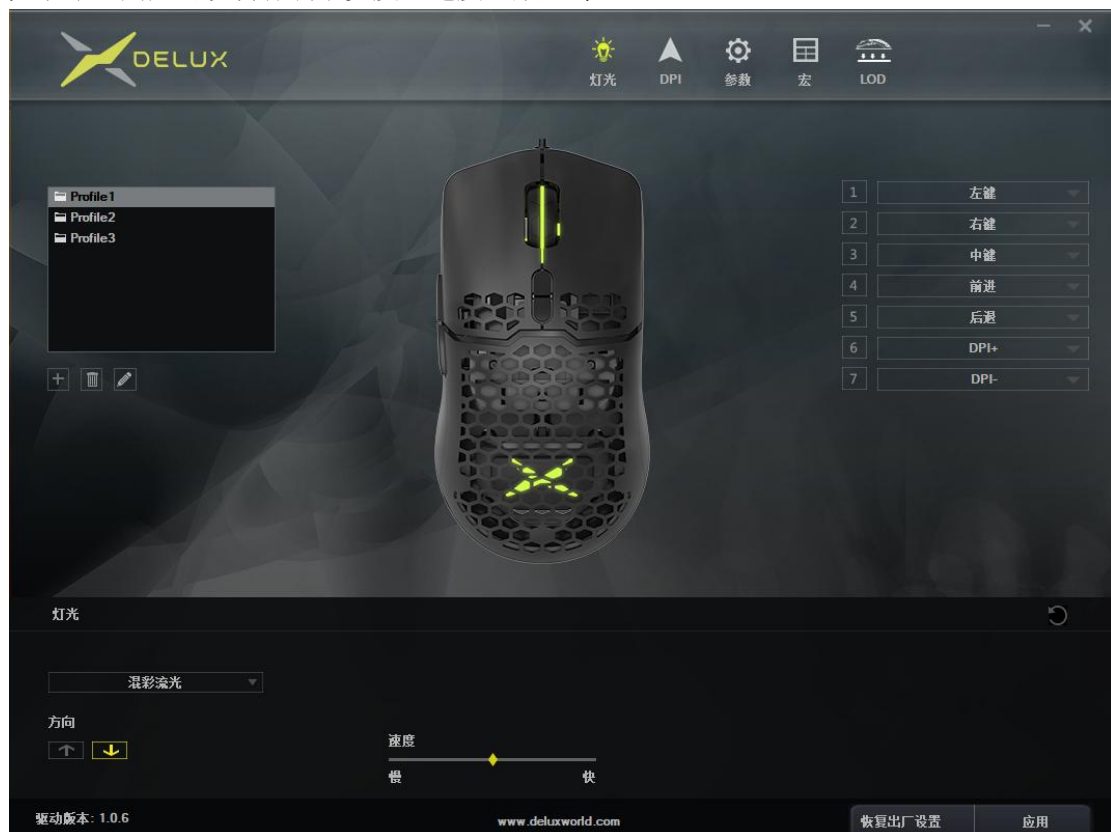 DELUX
灯光 DPI 参数 宏 LOD
Profile1
Profile2
Profile3
1 左键
2 右键
3 中键
4 前进
5 后退
6 DPI+
7 DPI-
灯光
混彩流光
方向
速度
慢 快
驱动版本: 1.0.6 www.deluxworld.com 恢复出厂设置 应用